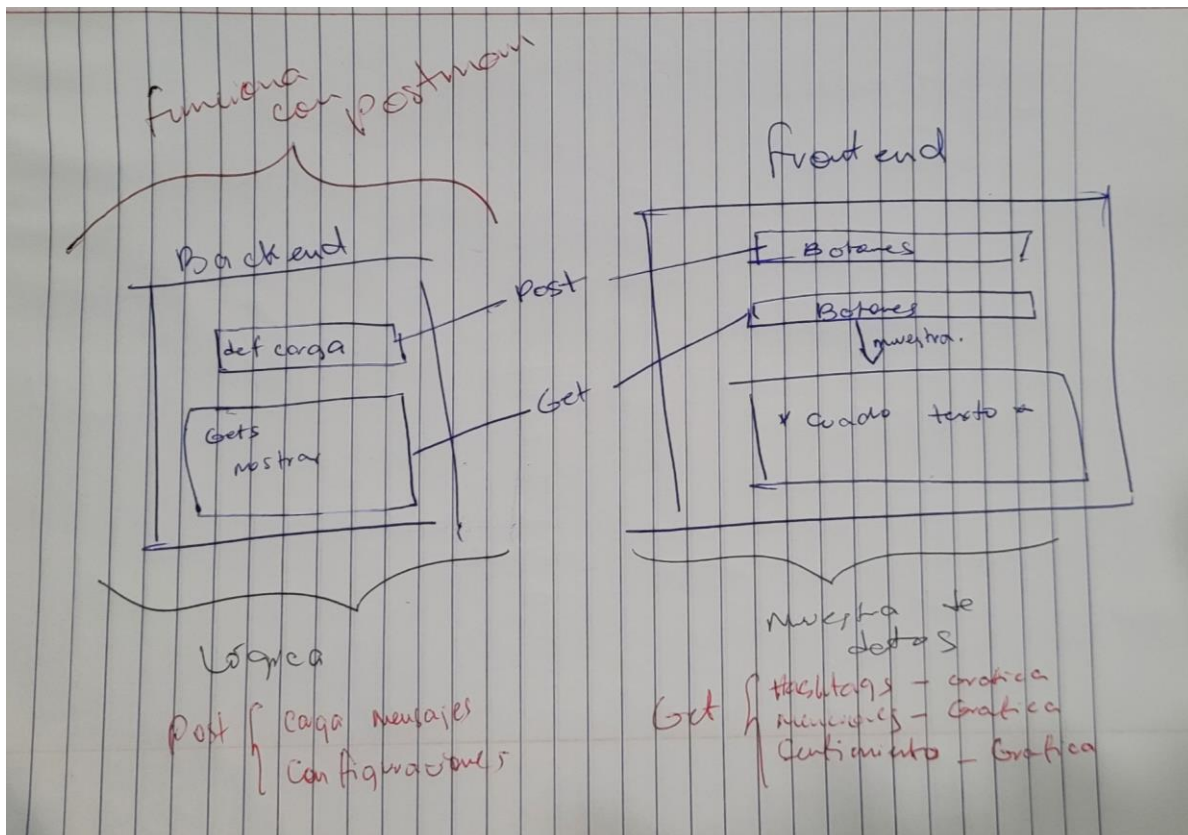 Funciona
con Postman
Backend
def carga
Gets
mostrar
Post
Get
Frontend
Botones
Botones
muestra.
* Cuado texto *
Lógica
Post { Carga mensajes
Configuraciones
Muestra de
datos
Get { Hashtags - Grafica
Menciones - Grafica
Sentimiento - Grafica